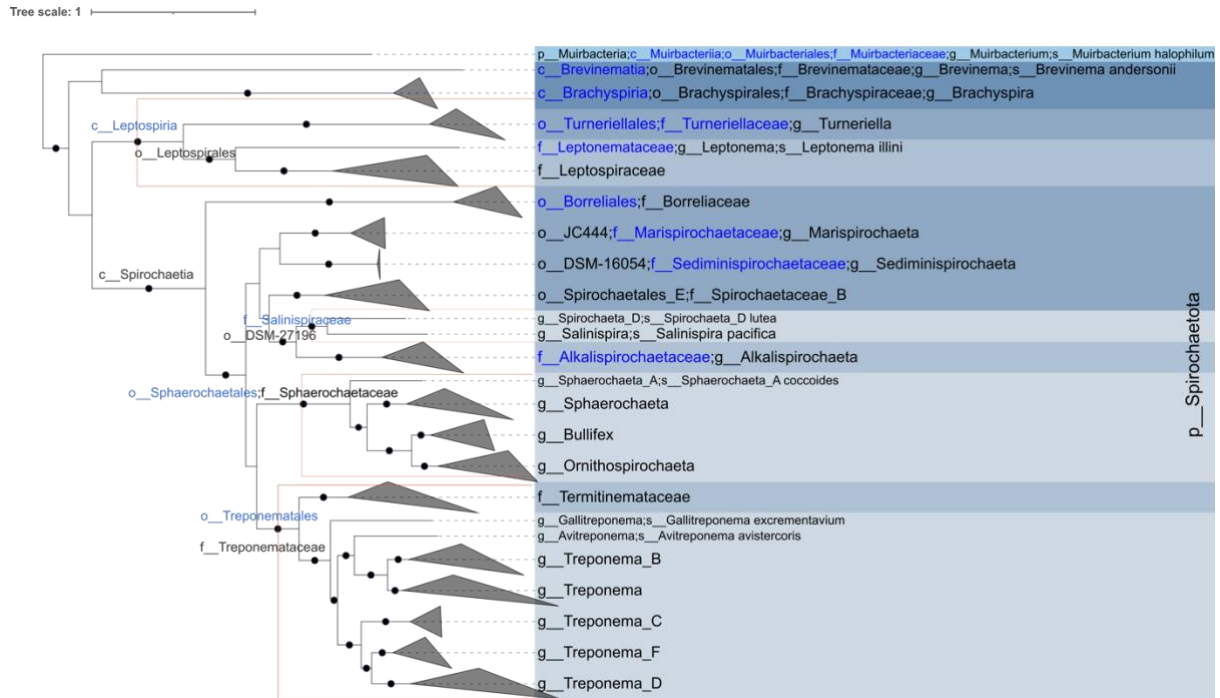 Tree scale: 1
p__Muirbacteria;c__Muirbacteriia;o__Muirbacteriales;f__Muirbacteriaceae;g__Muirbacterium;s__Muirbacterium halophilum
c__Brevinematia;o__Brevinematales;f__Brevinemataceae;g__Brevinema;s__Brevinema andersonii
c__Brachyspiria;o__Brachyspirales;f__Brachyspiraceae;g__Brachyspira
c__Leptospiria
o__Turneriellales;f__Turneriellaceae;g__Turneriella
o__Leptospirales
f__Leptonemataceae;g__Leptonema;s__Leptonema illini
f__Leptospiraceae
o__Borreliales;f__Borreliaceae
o__JC444;f__Marispirochaetaceae;g__Marispirochaeta
o__DSM-16054;f__Sediminispirochaetaceae;g__Sediminispirochaeta
c__Spirochaetia
o__Spirochaetales_E;f__Spirochaetaceae_B
f__Salinispiraceae
g__Spirochaeta_D;s__Spirochaeta_D lutea
o__DSM-27196
g__Salinispira;s__Salinispira pacifica
f__Alkalispirochaetaceae;g__Alkalispirochaeta
g__Sphaerochaeta_A;s__Sphaerochaeta_A coccoides
o__Sphaerochaetales;f__Sphaerochaetaceae
g__Sphaerochaeta
g__Bullifex
g__Ornithospirochaeta
f__Termitinemataceae
o__Treponematales
g__Gallitreponema;s__Gallitreponema excrementavium
g__Avitreponema;s__Avitreponema avistercoris
f__Treponemataceae
g__Treponema_B
g__Treponema
g__Treponema_C
g__Treponema_F
g__Treponema_D
p__Spirochaetota